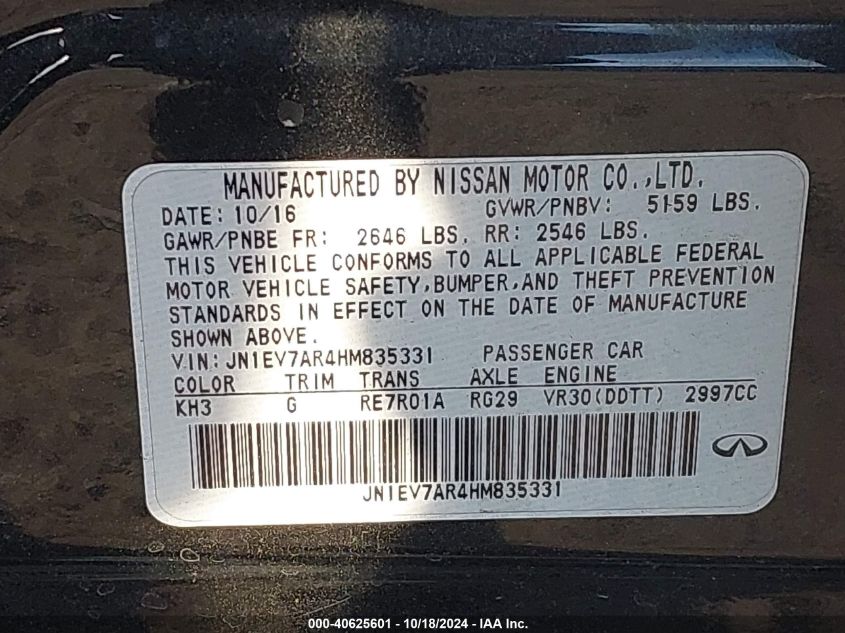 MANUFACTURED BY NISSAN MOTOR CO.,LTD.
DATE: 10/16 GVWR/PNBV: 5159 LBS.
GAWR/PNBE FR: 2646 LBS. RR: 2546 LBS.
THIS VEHICLE CONFORMS TO ALL APPLICABLE FEDERAL
MOTOR VEHICLE SAFETY,BUMPER,AND THEFT PREVENTION
STANDARDS IN EFFECT ON THE DATE OF MANUFACTURE
SHOWN ABOVE.
VIN: JN1EV7AR4HM835331 PASSENGER CAR
COLOR TRIM TRANS AXLE ENGINE
KH3 G RE7R01A RG29 VR30(DDTT) 2997CC
JN1EV7AR4HM835331
000-40625601 - 10/18/2024 - IAA Inc.